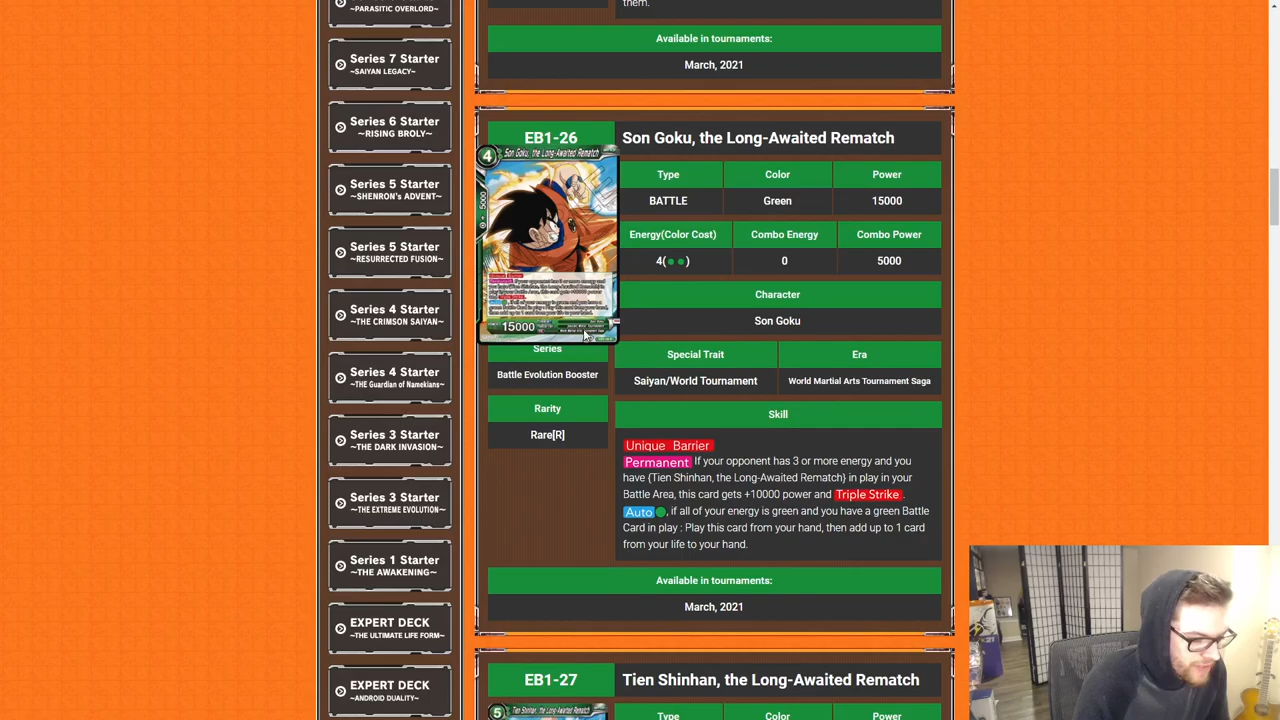 ~PARASITIC OVERLORD~
Series 7 Starter
~SAIYAN LEGACY~
Series 6 Starter
~RISING BROLY~
Series 5 Starter
~SHENRON's ADVENT~
Series 5 Starter
~RESURRECTED FUSION~
Series 4 Starter
~THE CRIMSON SAIYAN~
Series 4 Starter
~THE Guardian of Namekians~
Series 3 Starter
~THE DARK INVASION~
Series 3 Starter
~THE EXTREME EVOLUTION~
Series 1 Starter
~THE AWAKENING~
EXPERT DECK
~THE ULTIMATE LIFE FORM~
EXPERT DECK
~ANDROID DUALITY~
them.
Available in tournaments:
March, 2021
EB1-26
Son Goku, the Long-Awaited Rematch
4
Son Goku, the Long-Awaited Rematch
5000
15000
Type
Color
Power
BATTLE
Green
15000
Energy(Color Cost)
Combo Energy
Combo Power
4(●●)
0
5000
Character
Son Goku
Series
Special Trait
Era
Battle Evolution Booster
Saiyan/World Tournament
World Martial Arts Tournament Saga
Rarity
Rare[R]
Skill
Unique Barrier
Permanent If your opponent has 3 or more energy and you
have {Tien Shinhan, the Long-Awaited Rematch} in play in your
Battle Area, this card gets +10000 power and Triple Strike .
Auto ●, if all of your energy is green and you have a green Battle
Card in play : Play this card from your hand, then add up to 1 card
from your life to your hand.
Available in tournaments:
March, 2021
EB1-27
Tien Shinhan, the Long-Awaited Rematch
5
Tien Shinhan, the Long-Awaited Rematch
Type
Color
Power